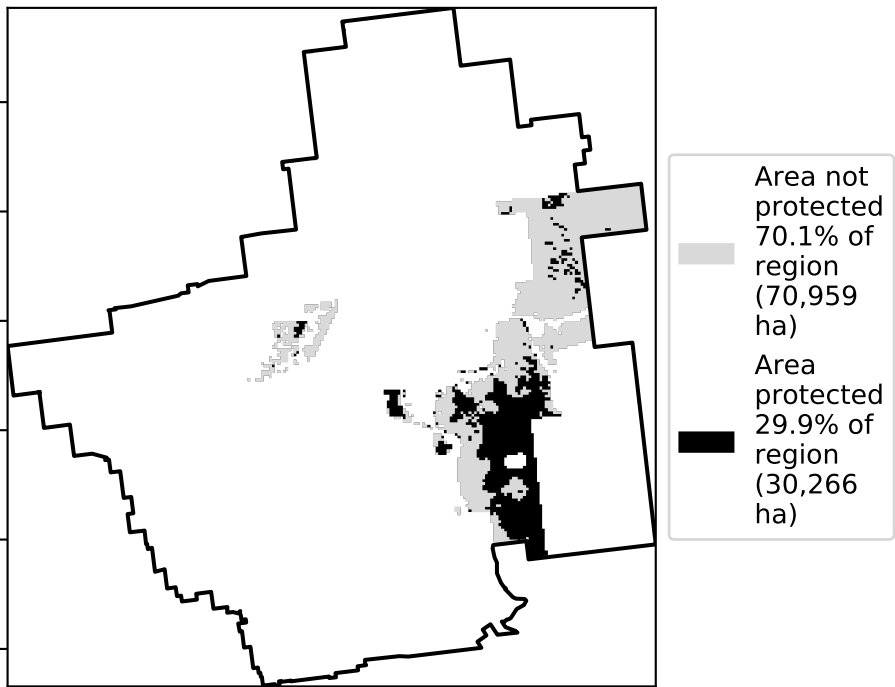 Area not
protected
70.1% of
region
(70,959
ha)
Area
protected
29.9% of
region
(30,266
ha)